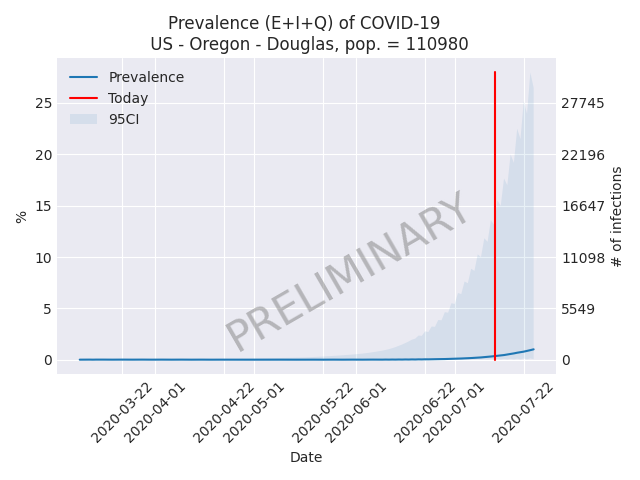 Prevalence (E+I+Q) of COVID-19
US - Oregon - Douglas, pop. = 110980
Prevalence
Today
95CI
PRELIMINARY
%
25
20
15
10
5
0
27745
22196
16647
11098
5549
0
# of infections
2020-03-22
2020-04-01
2020-04-22
2020-05-01
2020-05-22
2020-06-01
2020-06-22
2020-07-01
2020-07-22
Date